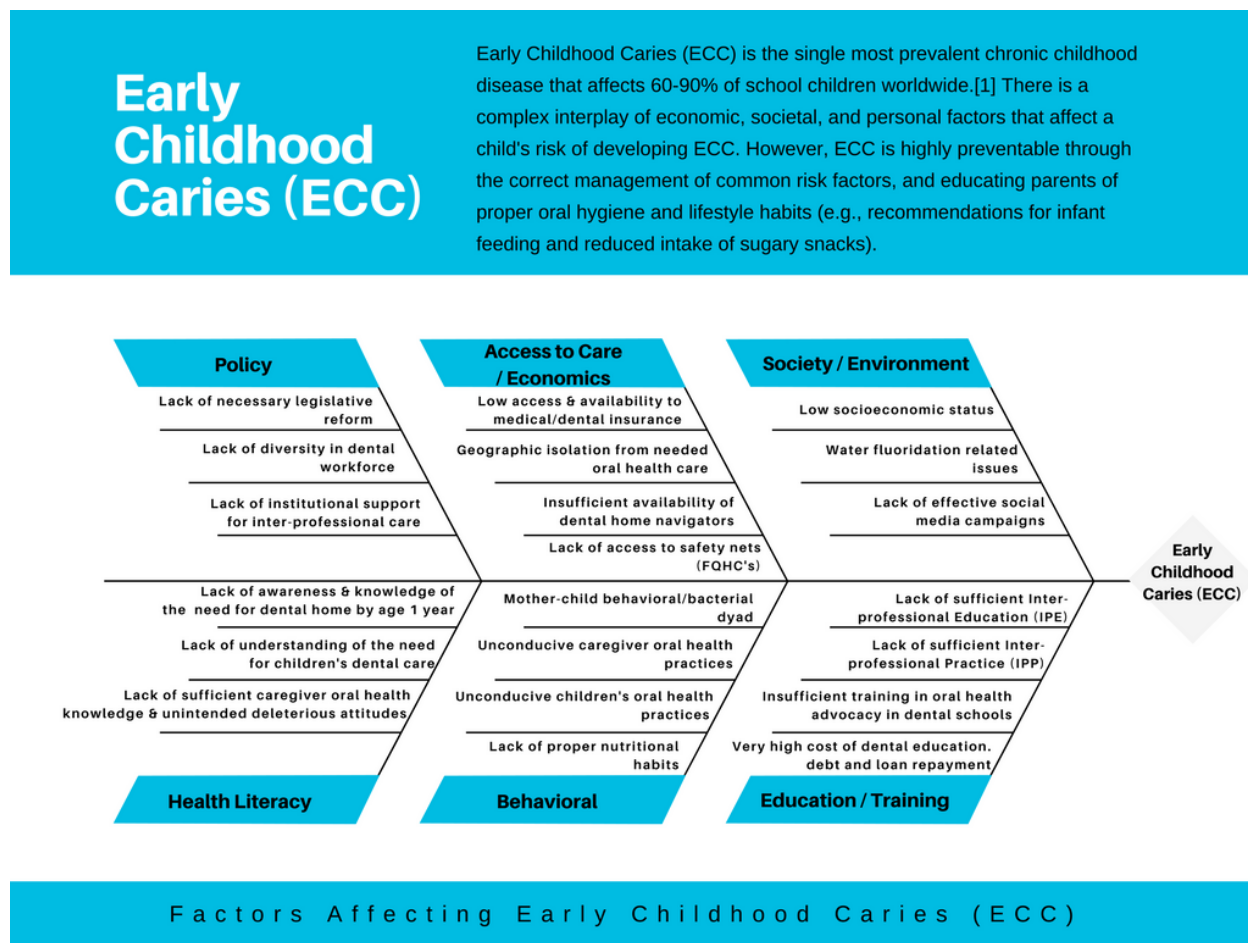 Early
Childhood
Caries (ECC)
Early Childhood Caries (ECC) is the single most prevalent chronic childhood
disease that affects 60-90% of school children worldwide.[1] There is a
complex interplay of economic, societal, and personal factors that affect a
child's risk of developing ECC. However, ECC is highly preventable through
the correct management of common risk factors, and educating parents of
proper oral hygiene and lifestyle habits (e.g., recommendations for infant
feeding and reduced intake of sugary snacks).
Policy
Lack of necessary legislative
reform
Lack of diversity in dental
workforce
Lack of institutional support
for inter-professional care
Access to Care
/ Economics
Low access & availability to
medical/dental insurance
Geographic isolation from needed
oral health care
Insufficient availability of
dental home navigators
Lack of access to safety nets
(FQHC's)
Society / Environment
Low socioeconomic status
Water fluoridation related
issues
Lack of effective social
media campaigns
Early
Childhood
Caries (ECC)
Lack of awareness & knowledge of
the need for dental home by age 1 year
Lack of understanding of the need
for children's dental care
Lack of sufficient caregiver oral health
knowledge & unintended deleterious attitudes
Health Literacy
Mother-child behavioral/bacterial
dyad
Unconducive caregiver oral health
practices
Unconducive children's oral health
practices
Lack of proper nutritional
habits
Behavioral
Lack of sufficient Inter-
professional Education (IPE)
Lack of sufficient Inter-
professional Practice (IPP)
Insufficient training in oral health
advocacy in dental schools
Very high cost of dental education.
debt and loan repayment
Education / Training
Factors Affecting Early Childhood Caries (ECC)